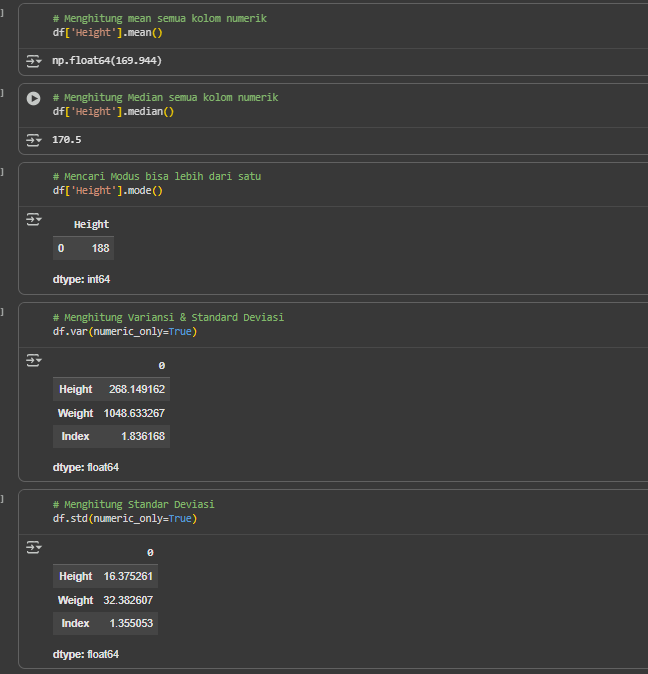 ]
# Menghitung mean semua kolom numerik
df['Height'].mean()
np.float64(169.944)
]
# Menghitung Median semua kolom numerik
df['Height'].median()
170.5
]
# Mencari Modus bisa lebih dari satu
df['Height'].mode()
Height
0 188
dtype: int64
]
# Menghitung Variansi & Standard Deviasi
df.var(numeric_only=True)
0
Height 268.149162
Weight 1048.633267
Index 1.836168
dtype: float64
]
# Menghitung Standar Deviasi
df.std(numeric_only=True)
0
Height 16.375261
Weight 32.382607
Index 1.355053
dtype: float64